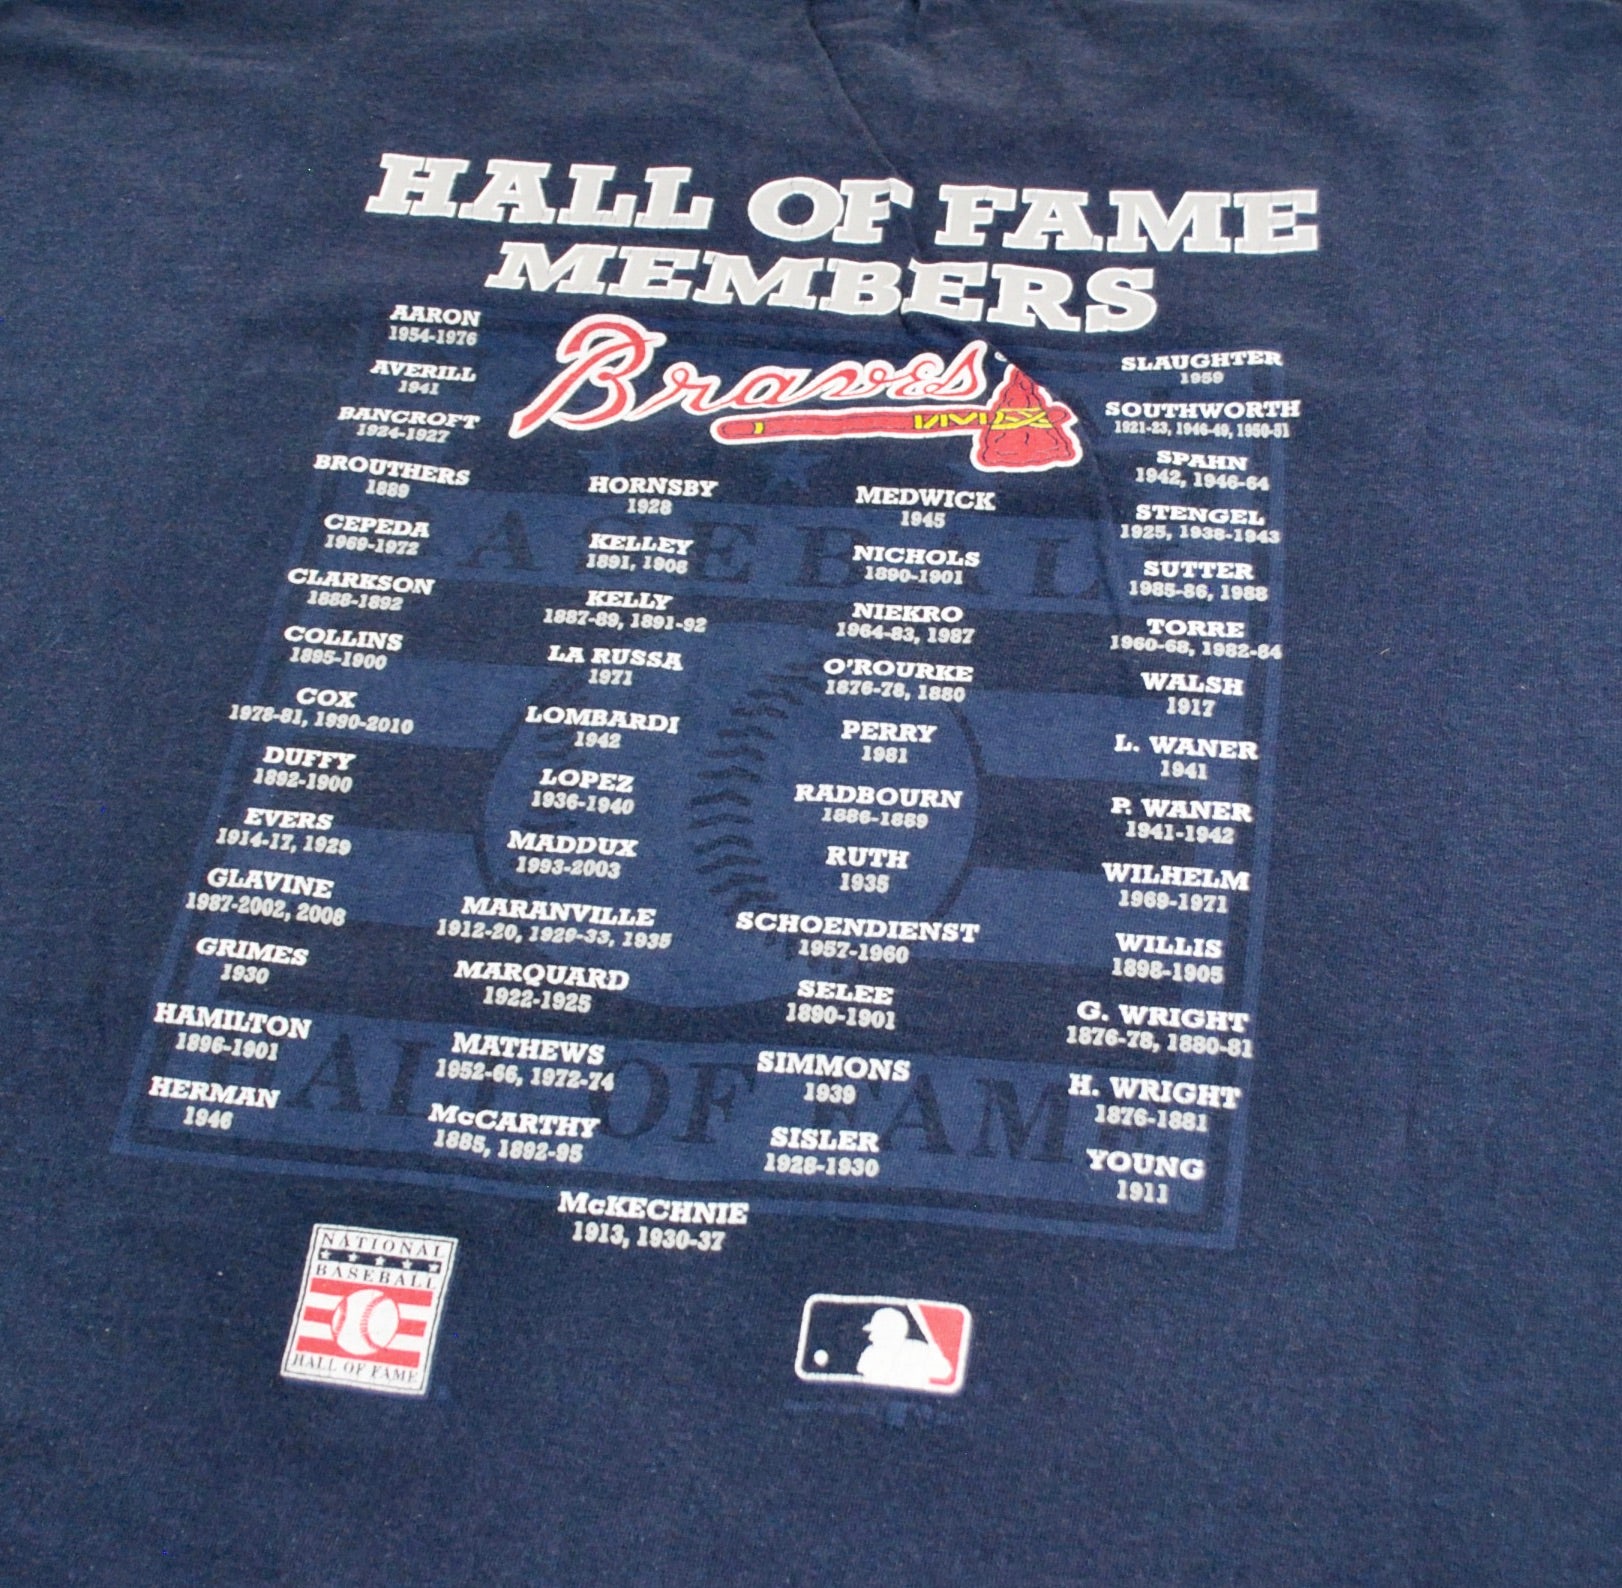 HALL OF FAME
MEMBERS
Braves
AARON
1954-1976
AVERILL
1941
BANCROFT
1924-1927
BROUTHERS
1889
CEPEDA
1969-1972
CLARKSON
1888-1892
COLLINS
1895-1900
COX
1978-81, 1990-2010
DUFFY
1892-1900
EVERS
1914-17, 1929
GLAVINE
1987-2002, 2008
GRIMES
1930
HAMILTON
1896-1901
HERMAN
1946
HORNSBY
1928
KELLEY
1891, 1908
KELLY
1887-89, 1891-92
LA RUSSA
1971
LOMBARDI
1942
LOPEZ
1936-1940
MADDUX
1993-2003
MARANVILLE
1912-20, 1929-33, 1935
MARQUARD
1922-1925
MATHEWS
1952-66, 1972-74
McCARTHY
1885, 1892-95
McKECHNIE
1913, 1930-37
MEDWICK
1945
NICHOLS
1890-1901
NIEKRO
1964-83, 1987
O'ROURKE
1876-78, 1880
PERRY
1981
RADBOURN
1886-1889
RUTH
1935
SCHOENDIENST
1957-1960
SELEE
1890-1901
SIMMONS
1939
SISLER
1928-1930
SLAUGHTER
1959
SOUTHWORTH
1921-23, 1946-49, 1950-51
SPAHN
1942, 1946-64
STENGEL
1925, 1938-1943
SUTTER
1985-86, 1988
TORRE
1960-68, 1982-84
WALSH
1917
L. WANER
1941
P. WANER
1941-1942
WILHELM
1969-1971
WILLIS
1898-1905
G. WRIGHT
1876-78, 1880-81
H. WRIGHT
1876-1881
YOUNG
1911
BASEBALL
HALL OF FAME
NATIONAL
BASEBALL
HALL OF FAME